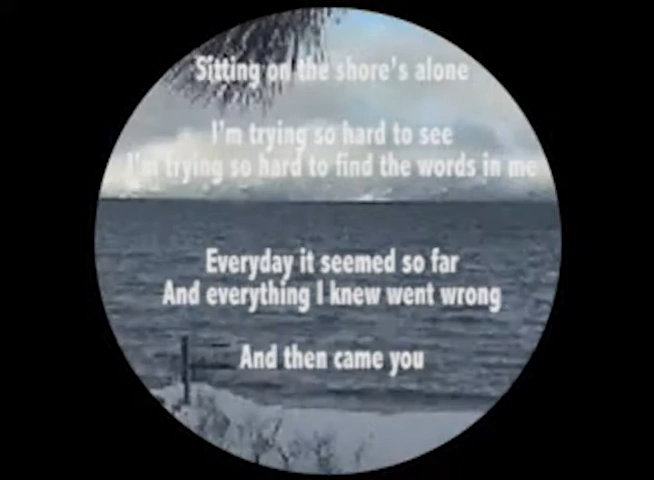 Sitting on the shore's alone
I'm trying so hard to see
I'm trying so hard to find the words in me
Everyday it seemed so far
And everything I knew went wrong
And then came you